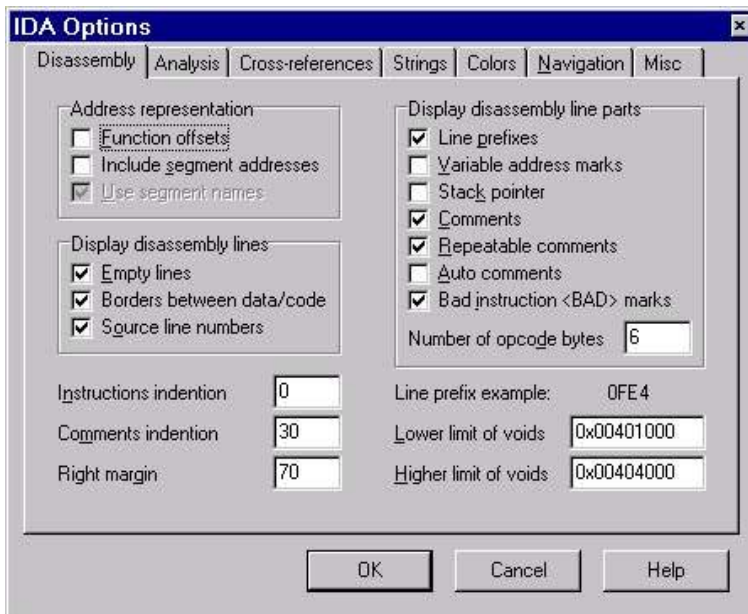 IDA Options
Disassembly Analysis Cross-references Strings Colors Navigation Misc
Address representation
Function offsets
Include segment addresses
Use segment names
Display disassembly lines
Empty lines
Borders between data/code
Source line numbers
Display disassembly line parts
Line prefixes
Variable address marks
Stack pointer
Comments
Repeatable comments
Auto comments
Bad instruction <BAD> marks
Number of opcode bytes 6
Instructions indention 0
Comments indention 30
Right margin 70
Line prefix example: 0FE4
Lower limit of voids 0x00401000
Higher limit of voids 0x00404000
OK Cancel Help